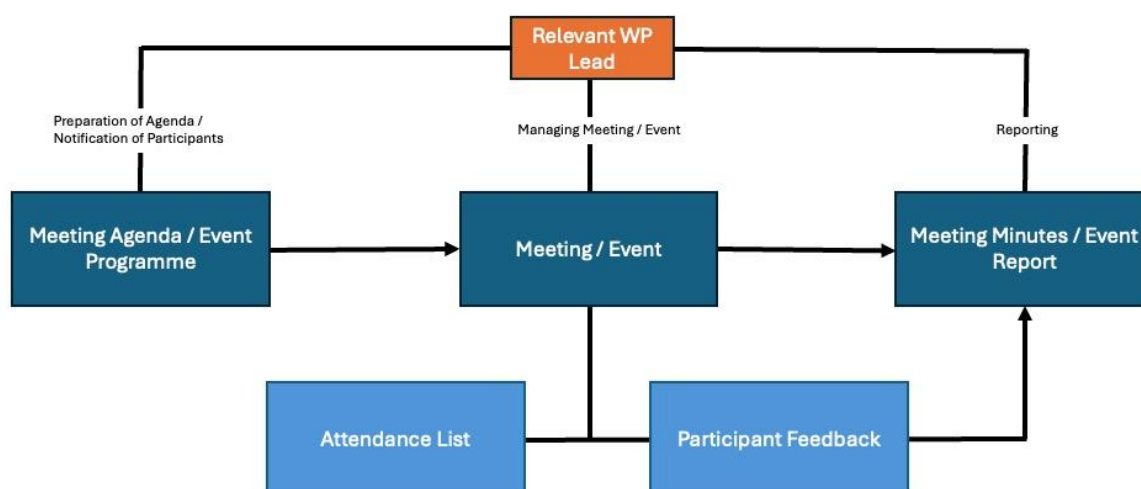 Relevant WP
Lead
Preparation of Agenda /
Notification of Participants
Managing Meeting / Event
Reporting
Meeting Agenda / Event
Programme
Meeting / Event
Meeting Minutes / Event
Report
Attendance List
Participant Feedback